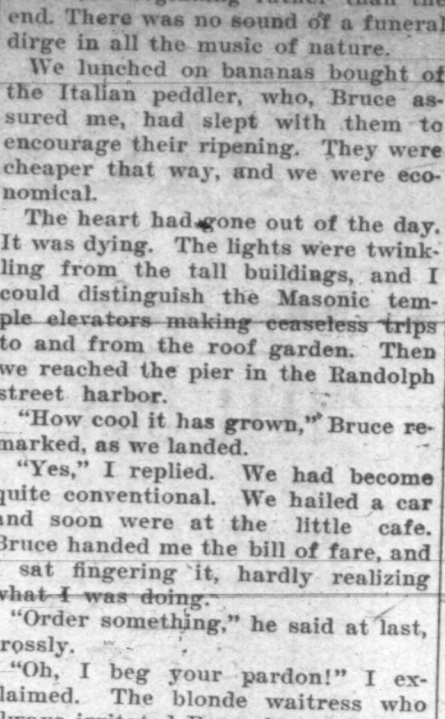 end. There was no sound of a funeral
dirge in all the music of nature.
We lunched on bananas bought of
the Italian peddler, who, Bruce as-
sured me, had slept with them to
encourage their ripening. They were
cheaper that way, and we were eco-
nomical.
The heart had gone out of the day.
It was dying. The lights were twink-
ling from the tall buildings, and I
could distinguish the Masonic tem-
ple elevators making ceaseless trips
to and from the roof garden. Then
we reached the pier in the Randolph
street harbor.
"How cool it has grown," Bruce re-
marked, as we landed.
"Yes," I replied. We had become
quite conventional. We hailed a car
and soon were at the little cafe.
Bruce handed me the bill of fare, and
sat fingering it, hardly realizing
what I was doing.
"Order something," he said at last,
rossly.
"Oh, I beg your pardon!" I ex-
laimed. The blonde waitress who